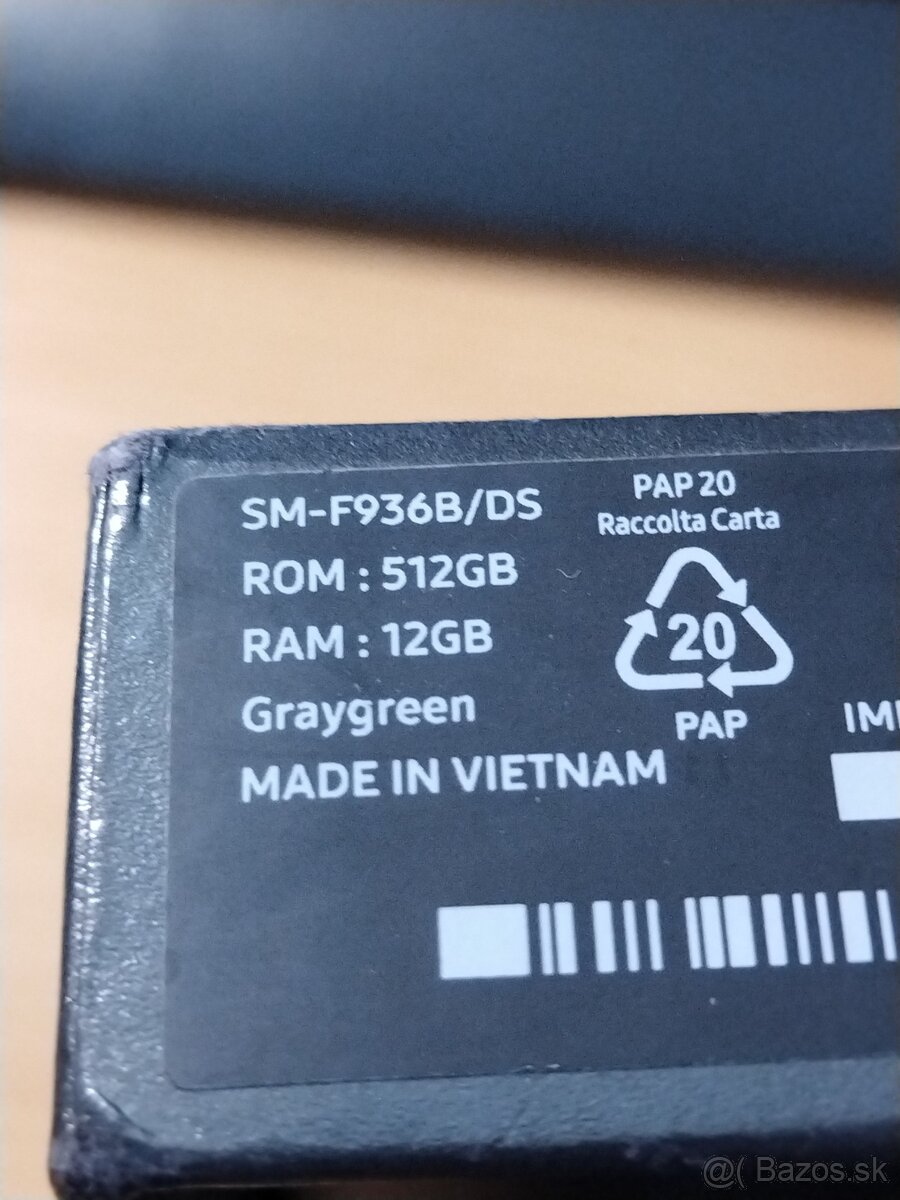 SM-F936B/DS
ROM : 512GB
RAM : 12GB
Graygreen
MADE IN VIETNAM
PAP 20
Raccolta Carta
20
PAP
@( Bazos.sk